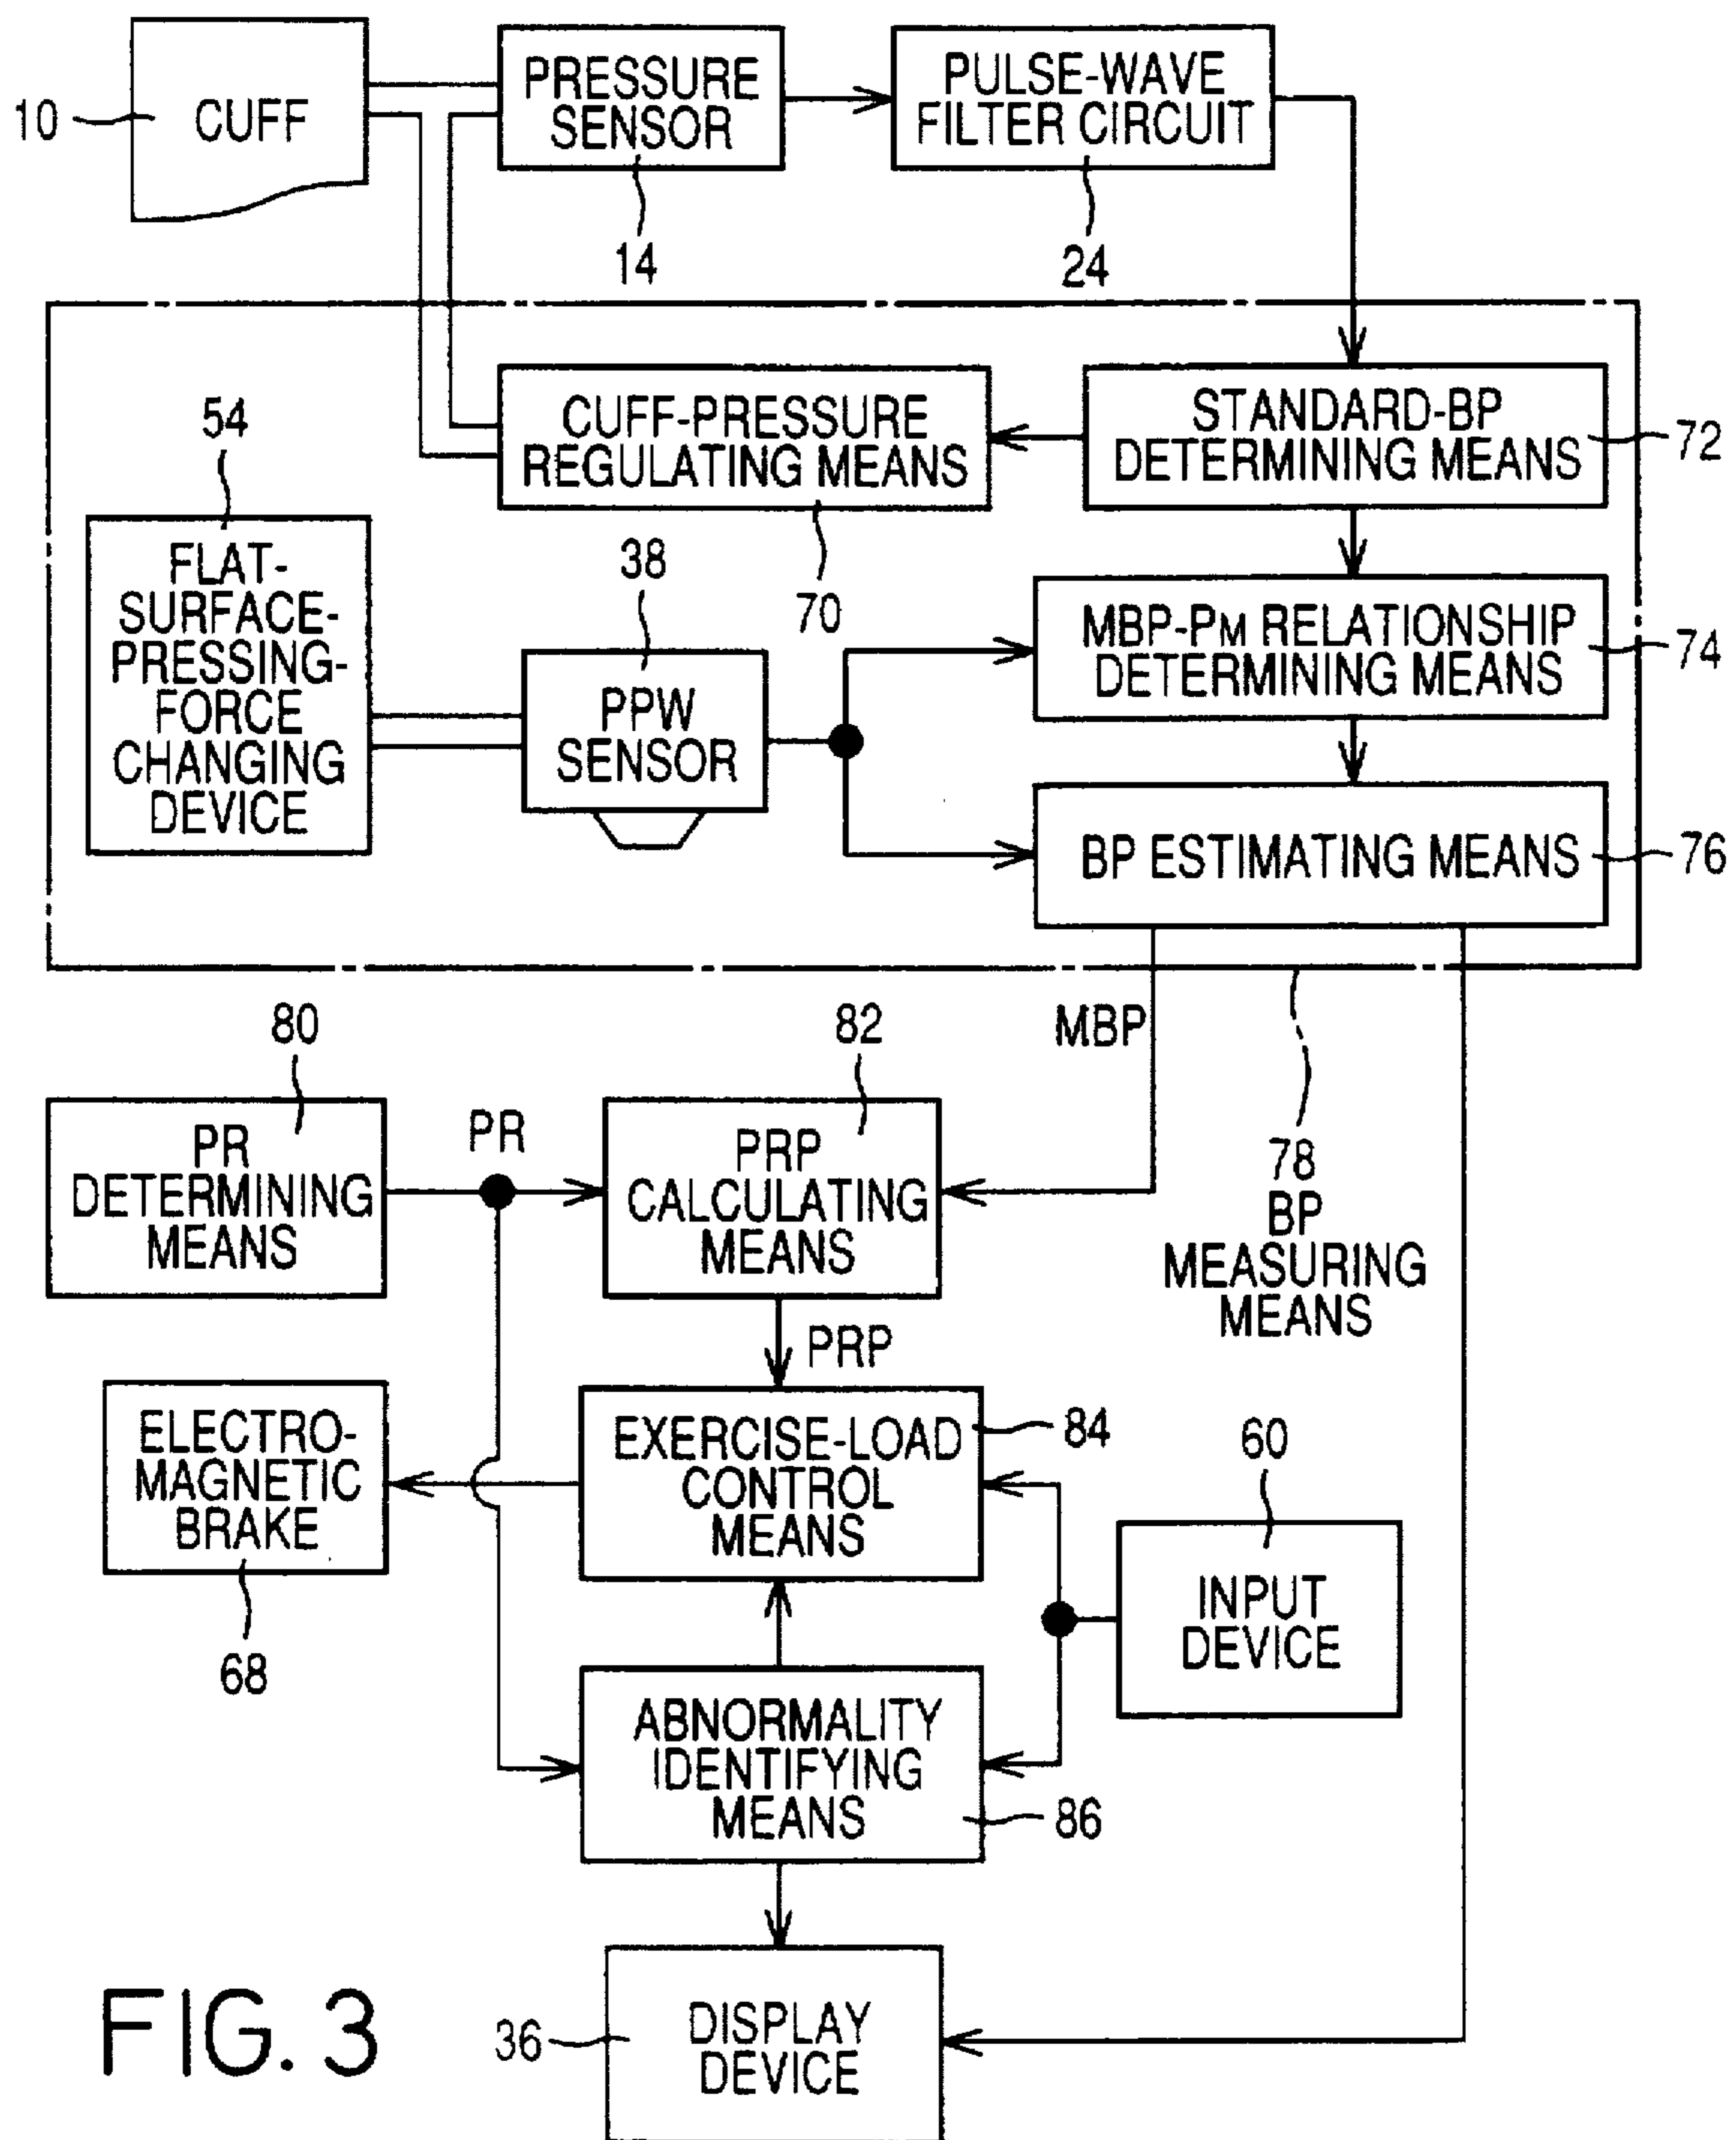 10
CUFF
PRESSURE
SENSOR
14
PULSE-WAVE
FILTER CIRCUIT
24
54
FLAT-
SURFACE-
PRESSING-
FORCE
CHANGING
DEVICE
CUFF-PRESSURE
REGULATING MEANS
70
STANDARD-BP
DETERMINING MEANS
72
38
PPW
SENSOR
MBP-PM RELATIONSHIP
DETERMINING MEANS
74
BP ESTIMATING MEANS
76
MBP
78
BP
MEASURING
MEANS
80
PR
DETERMINING
MEANS
PR
82
PRP
CALCULATING
MEANS
PRP
ELECTRO-
MAGNETIC
BRAKE
68
EXERCISE-LOAD
CONTROL
MEANS
84
60
INPUT
DEVICE
ABNORMALITY
IDENTIFYING
MEANS
86
36
DISPLAY
DEVICE
FIG. 3